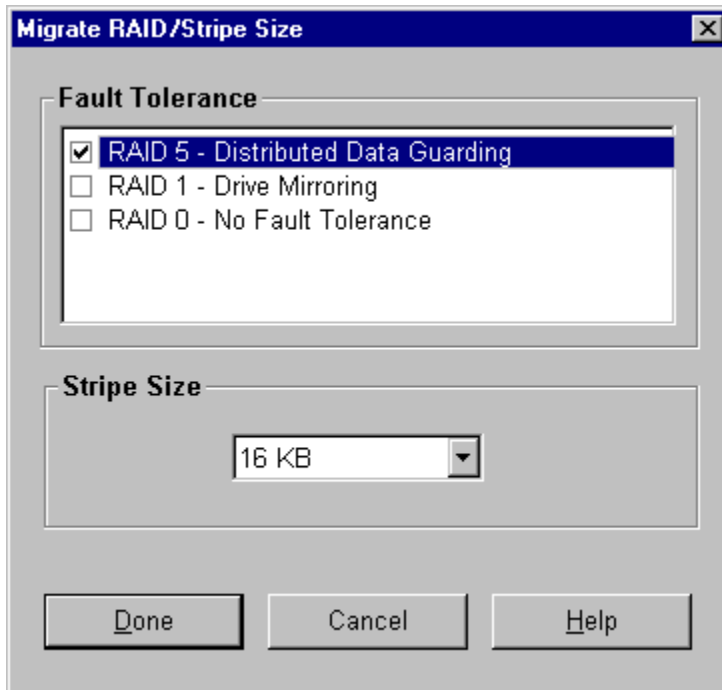 Migrate RAID/Stripe Size
Fault Tolerance
RAID 5 - Distributed Data Guarding
RAID 1 - Drive Mirroring
RAID 0 - No Fault Tolerance
Stripe Size
16 KB
Done Cancel Help